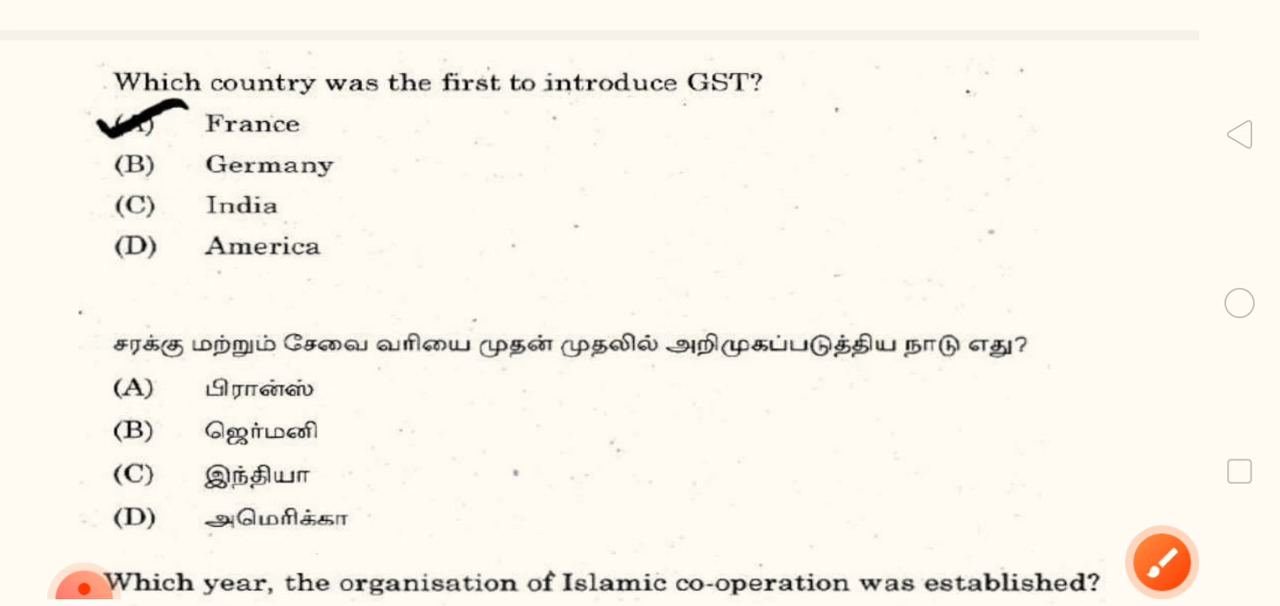 Which country was the first to introduce GST?
(A) France
(B) Germany
(C) India
(D) America
சரக்கு மற்றும் சேவை வரியை முதன் முதலில் அறிமுகப்படுத்திய நாடு எது?
(A) பிரான்ஸ்
(B) ஜெர்மனி
(C) இந்தியா
(D) அமெரிக்கா
Which year, the organisation of Islamic co-operation was established?